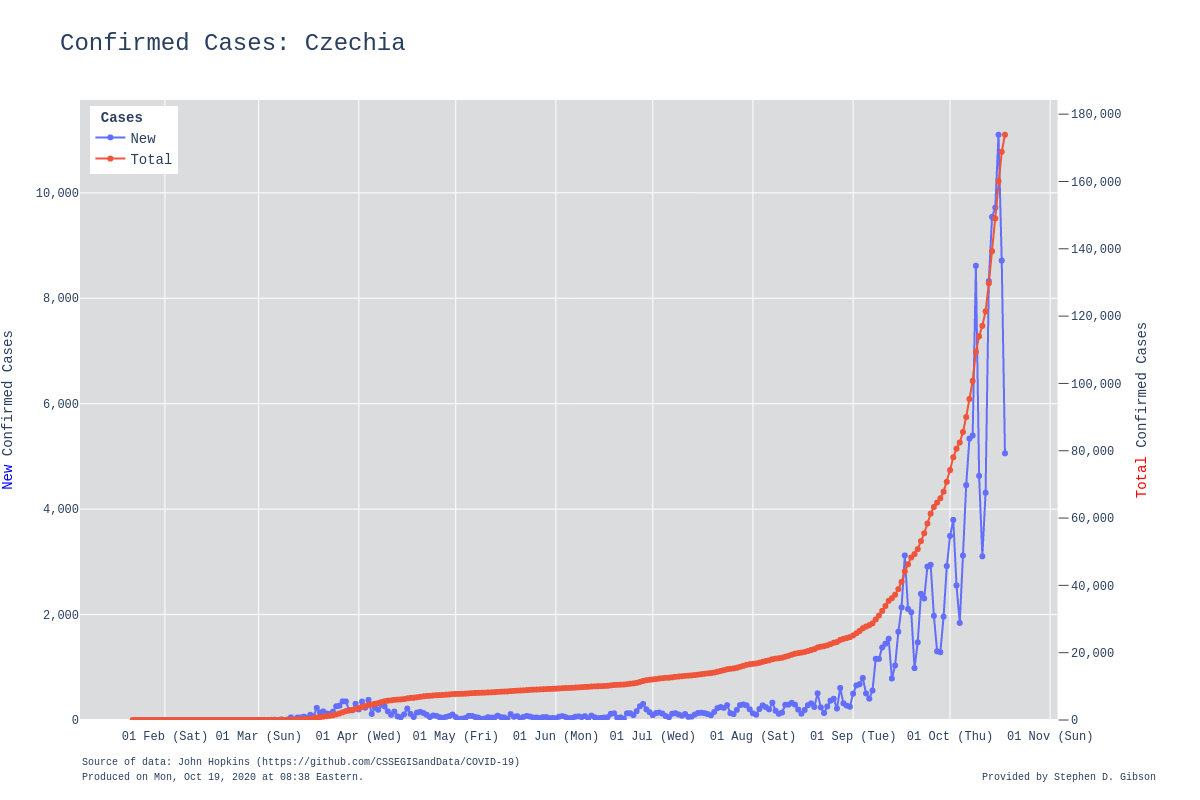 Confirmed Cases: Czechia
Cases
New
Total
10,000
8,000
6,000
4,000
2,000
0
New Confirmed Cases
180,000
160,000
140,000
120,000
100,000
80,000
60,000
40,000
20,000
0
Total Confirmed Cases
01 Feb (Sat) 01 Mar (Sun) 01 Apr (Wed) 01 May (Fri) 01 Jun (Mon) 01 Jul (Wed) 01 Aug (Sat) 01 Sep (Tue) 01 Oct (Thu) 01 Nov (Sun)
Source of data: John Hopkins (https://github.com/CSSEGISandData/COVID-19)
Produced on Mon, Oct 19, 2020 at 08:38 Eastern.
Provided by Stephen D. Gibson